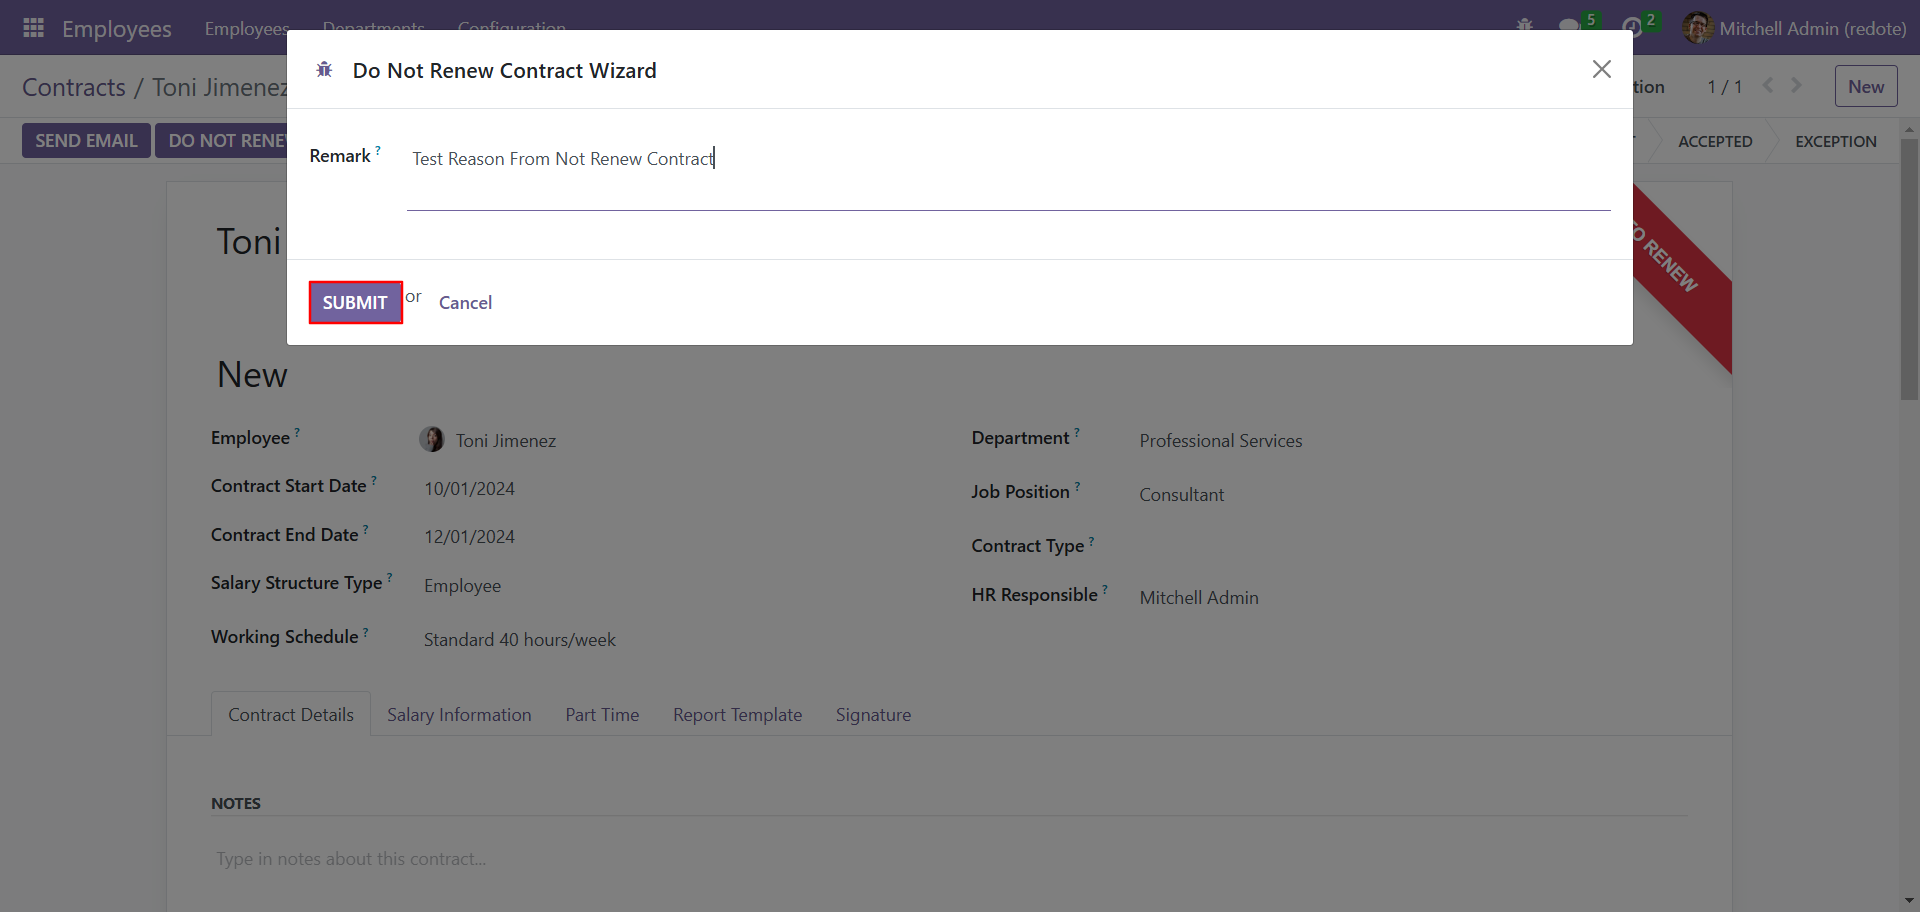 Employees Employees Departments Configuration 5 2 Mitchell Admin (redote)
Do Not Renew Contract Wizard
Contracts / Toni Jimenez tion 1 / 1 New
SEND EMAIL DO NOT RENEW ACCEPTED EXCEPTION
Remark ? Test Reason From Not Renew Contract
TO RENEW
Toni
SUBMIT or Cancel
New
Employee ? Toni Jimenez Department ? Professional Services
Contract Start Date ? 10/01/2024 Job Position ? Consultant
Contract End Date ? 12/01/2024 Contract Type ?
Salary Structure Type ? Employee HR Responsible ? Mitchell Admin
Working Schedule ? Standard 40 hours/week
Contract Details Salary Information Part Time Report Template Signature
NOTES
Type in notes about this contract...